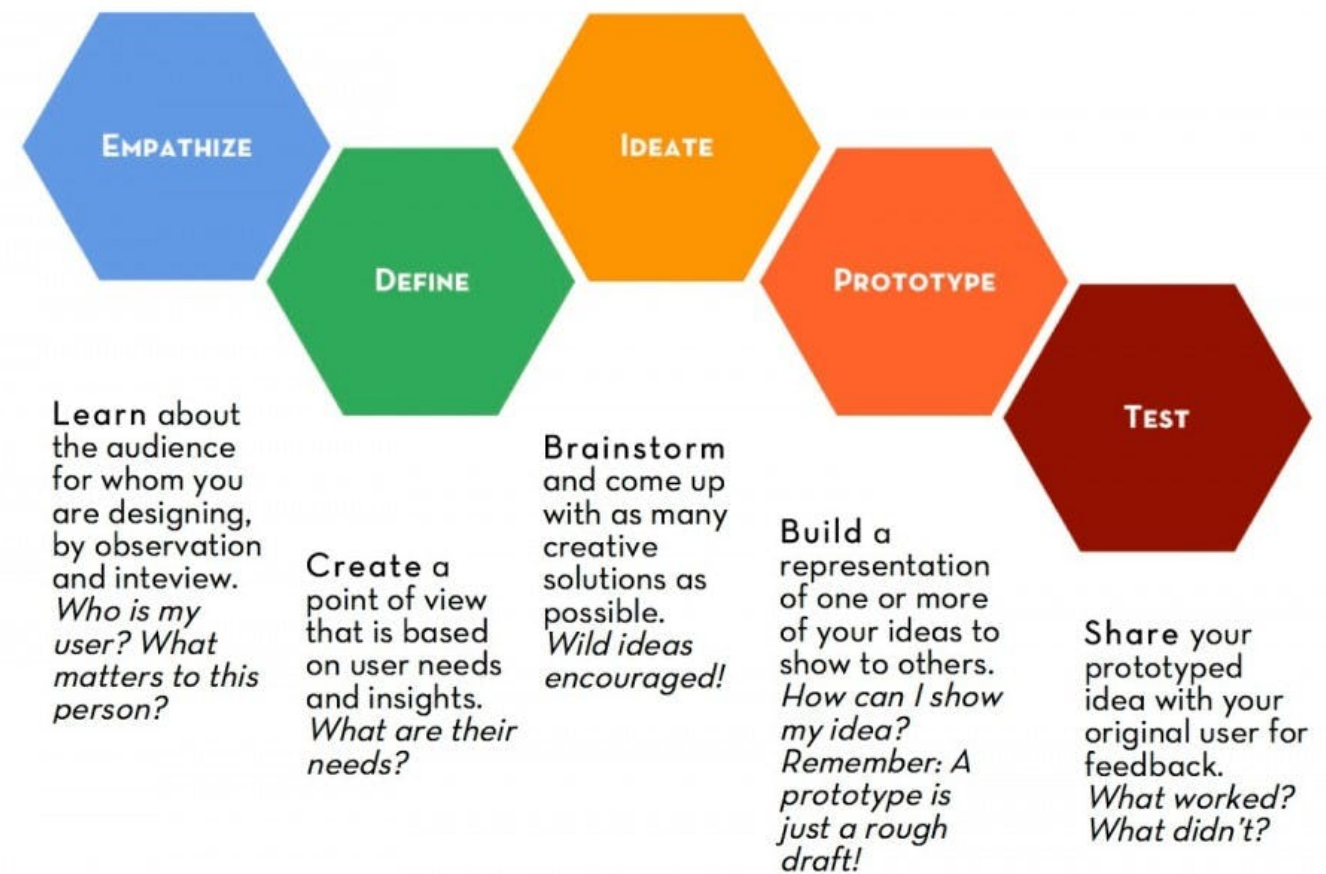 EMPATHIZE
DEFINE
IDEATE
PROTOTYPE
TEST
Learn about
the audience
for whom you
are designing,
by observation
and inteview.
Who is my
user? What
matters to this
person?
Create a
point of view
that is based
on user needs
and insights.
What are their
needs?
Brainstorm
and come up
with as many
creative
solutions as
possible.
Wild ideas
encouraged!
Build a
representation
of one or more
of your ideas to
show to others.
How can I show
my idea?
Remember: A
prototype is
just a rough
draft!
Share your
prototyped
idea with your
original user for
feedback.
What worked?
What didn't?